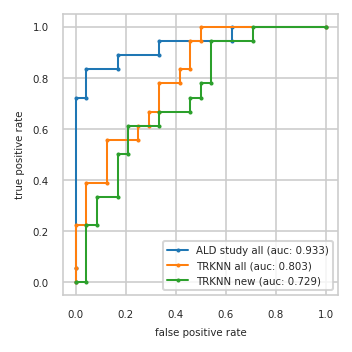 1.0
0.8
0.6
0.4
0.2
0.0
true positive rate
ALD study all (auc: 0.933)
TRKNN all (auc: 0.803)
TRKNN new (auc: 0.729)
0.0 0.2 0.4 0.6 0.8 1.0
false positive rate